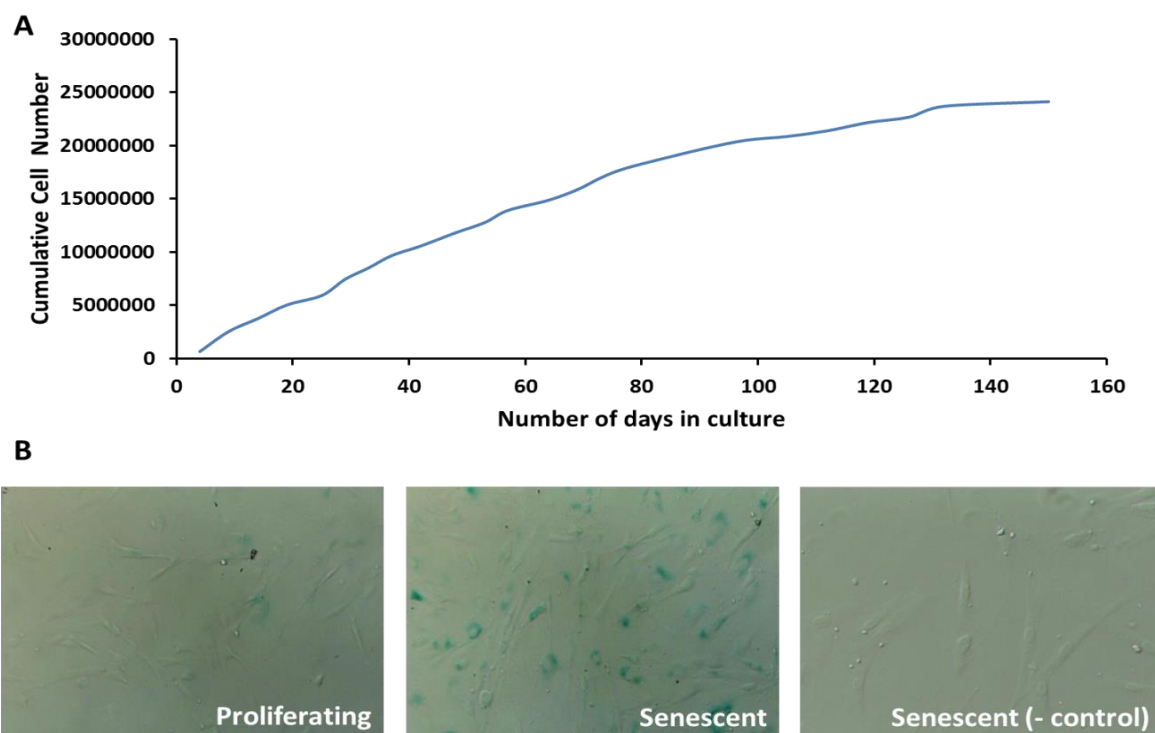 A
30000000
25000000
20000000
15000000
10000000
5000000
0
Cumulative Cell Number
0 20 40 60 80 100 120 140 160
Number of days in culture
B
Proliferating
Senescent
Senescent (- control)